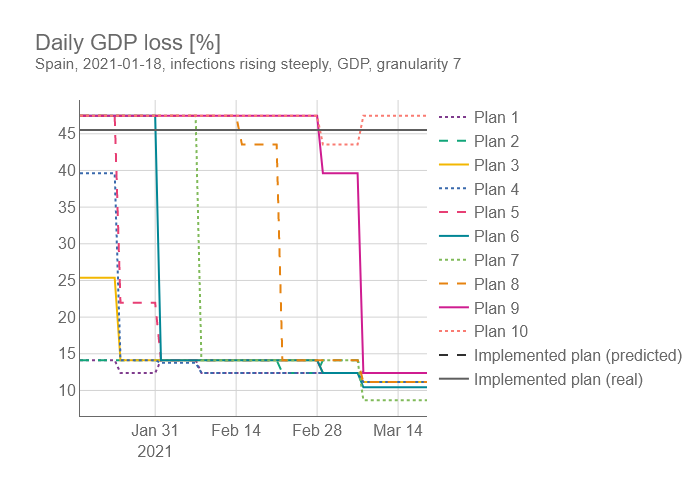 Daily GDP loss [%]
Spain, 2021-01-18, infections rising steeply, GDP, granularity 7
45
40
35
30
25
20
15
10
Jan 31
2021
Feb 14
Feb 28
Mar 14
Plan 1
Plan 2
Plan 3
Plan 4
Plan 5
Plan 6
Plan 7
Plan 8
Plan 9
Plan 10
Implemented plan (predicted)
Implemented plan (real)